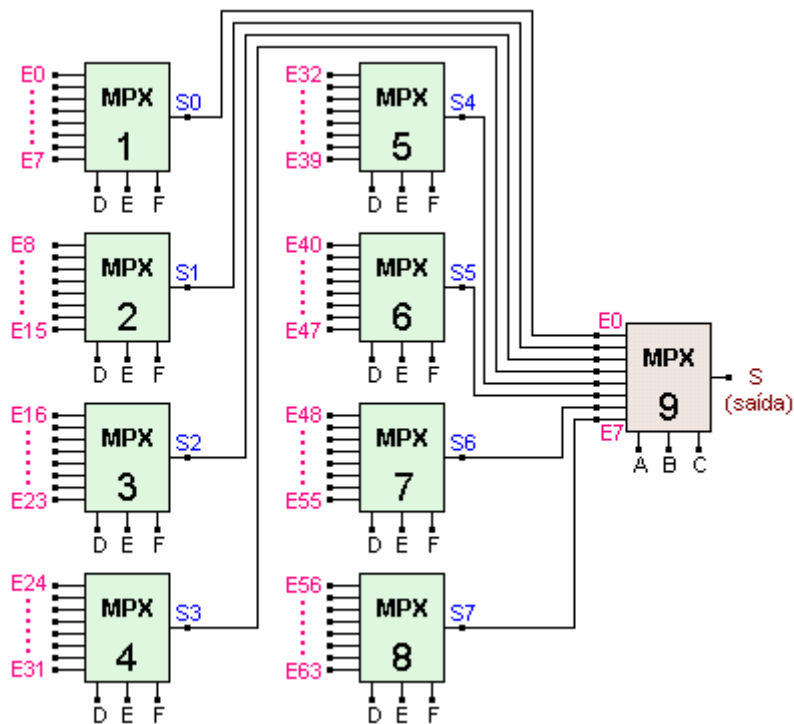 E0
MPX
1
S0
E7
D E F
E8
MPX
2
S1
E15
D E F
E16
MPX
3
S2
E23
D E F
E24
MPX
4
S3
E31
D E F
E32
MPX
5
S4
E39
D E F
E40
MPX
6
S5
E47
D E F
E48
MPX
7
S6
E55
D E F
E56
MPX
8
S7
E63
D E F
E0
MPX
9
E7
A B C
S
(saída)